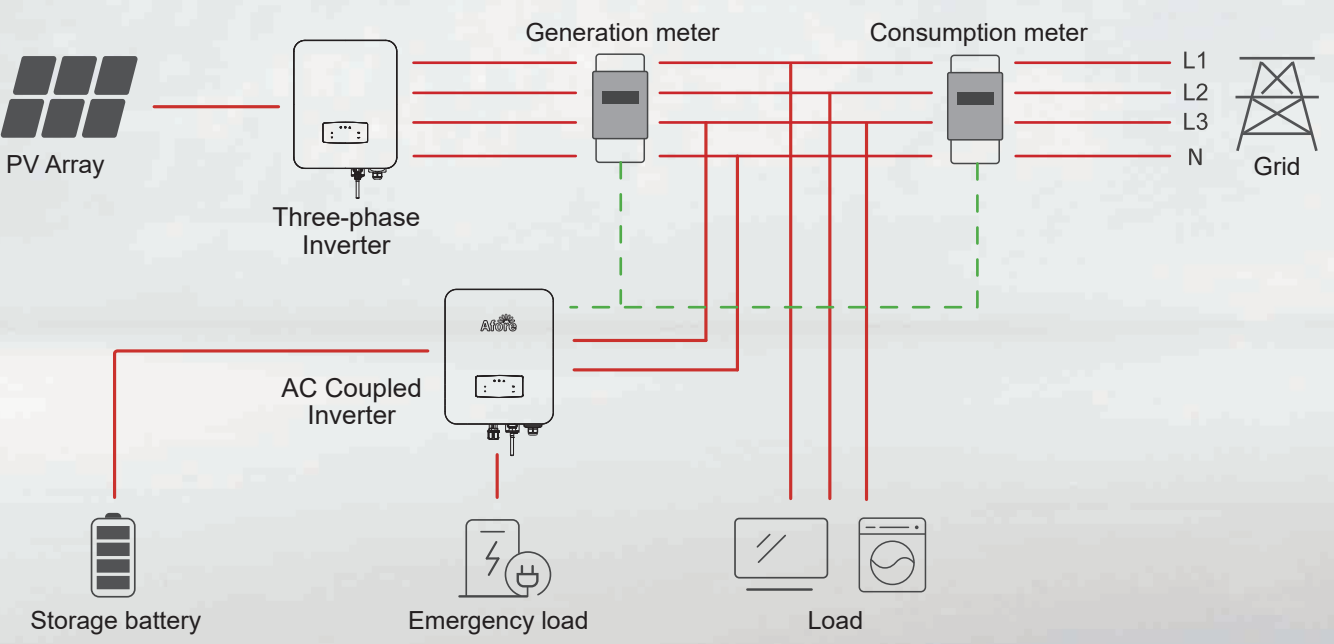 Generation meter
Consumption meter
L1
L2
L3
N
PV Array
Grid
Three-phase
Inverter
Afore
AC Coupled
Inverter
Storage battery
Emergency load
Load